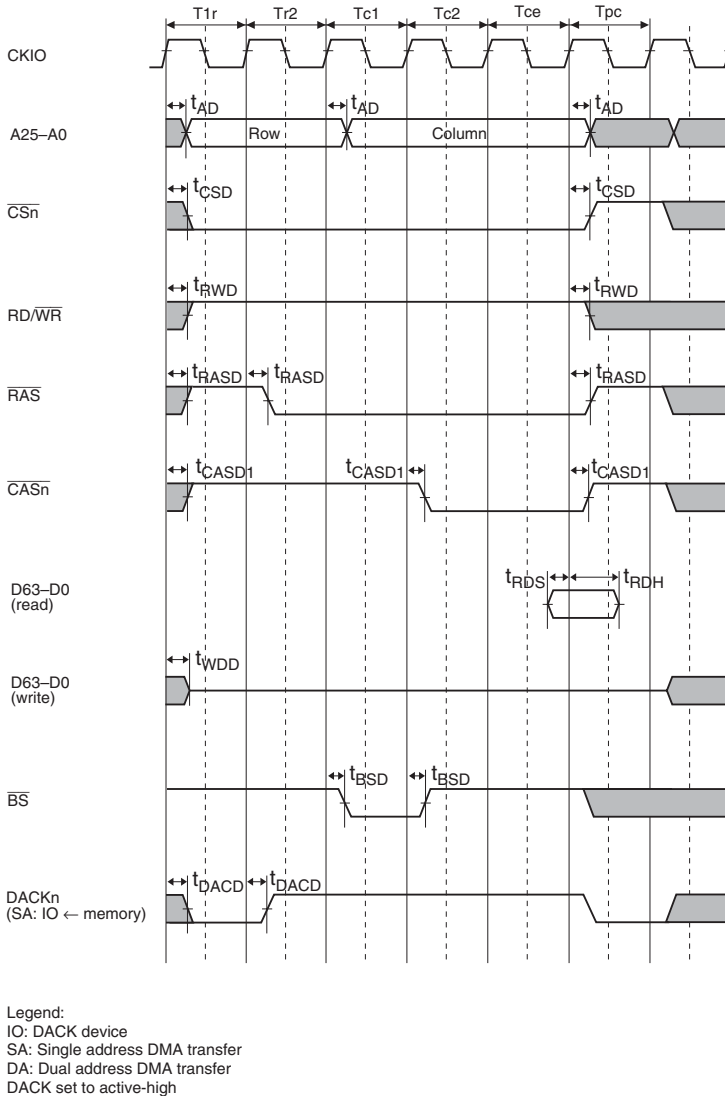 T1r Tr2 Tc1 Tc2 Tce Tpc
CKIO
tAD tAD tAD
A25–A0 Row Column
tCSD tCSD
CSn
tRWD tRWD
RD/WR
tRASD tRASD tRASD
RAS
tCASD1 tCASD1 tCASD1
CASn
tRDS tRDH
D63–D0
(read)
tWDD
D63–D0
(write)
tBSD tBSD
BS
tDACD tDACD
DACKn
(SA: IO ← memory)
Legend:
IO: DACK device
SA: Single address DMA transfer
DA: Dual address DMA transfer
DACK set to active-high